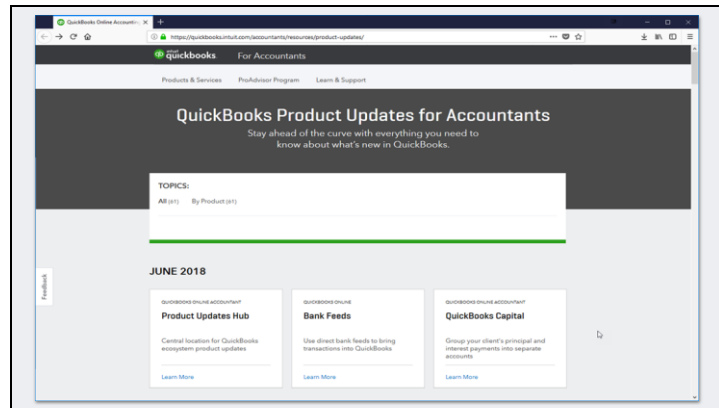 QuickBooks Online Accounting,
https://quickbooks.intuit.com/accountants/resources/product-updates/
intuit
quickbooks.
For Accountants
Products & Services
ProAdvisor Program
Learn & Support
QuickBooks Product Updates for Accountants
Stay ahead of the curve with everything you need to
know about what's new in QuickBooks.
TOPICS:
All (61)
By Product (61)
Feedback
JUNE 2018
QUICKBOOKS ONLINE ACCOUNTANT
Product Updates Hub
Central location for QuickBooks
ecosystem product updates
Learn More
QUICKBOOKS ONLINE
Bank Feeds
Use direct bank feeds to bring
transactions into QuickBooks
Learn More
QUICKBOOKS ONLINE ACCOUNTANT
QuickBooks Capital
Group your client's principal and
interest payments into separate
accounts
Learn More